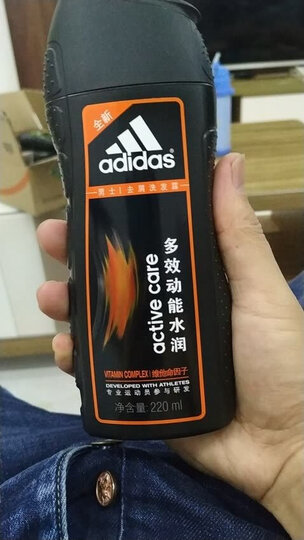 全新
adidas
男士|去屑洗发露
active care
多效动能水润
VITAMIN COMPLEX|维他命因子
DEVELOPED WITH ATHLETES
专业运动员参与研发
净含量:220 ml